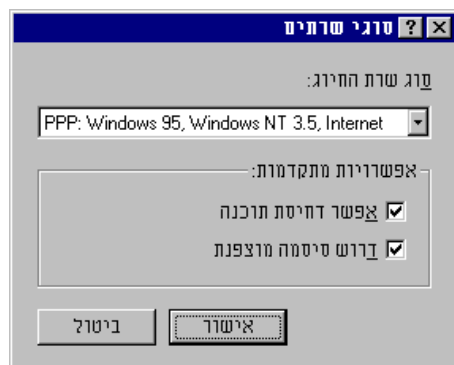 סוגי שרתים
סוג שרת החיוג:
PPP: Windows 95, Windows NT 3.5, Internet
אפשרויות מתקדמות:
אפשר דחיסת תוכנה
דרוש סיסמה מוצפנת
אישור
ביטול